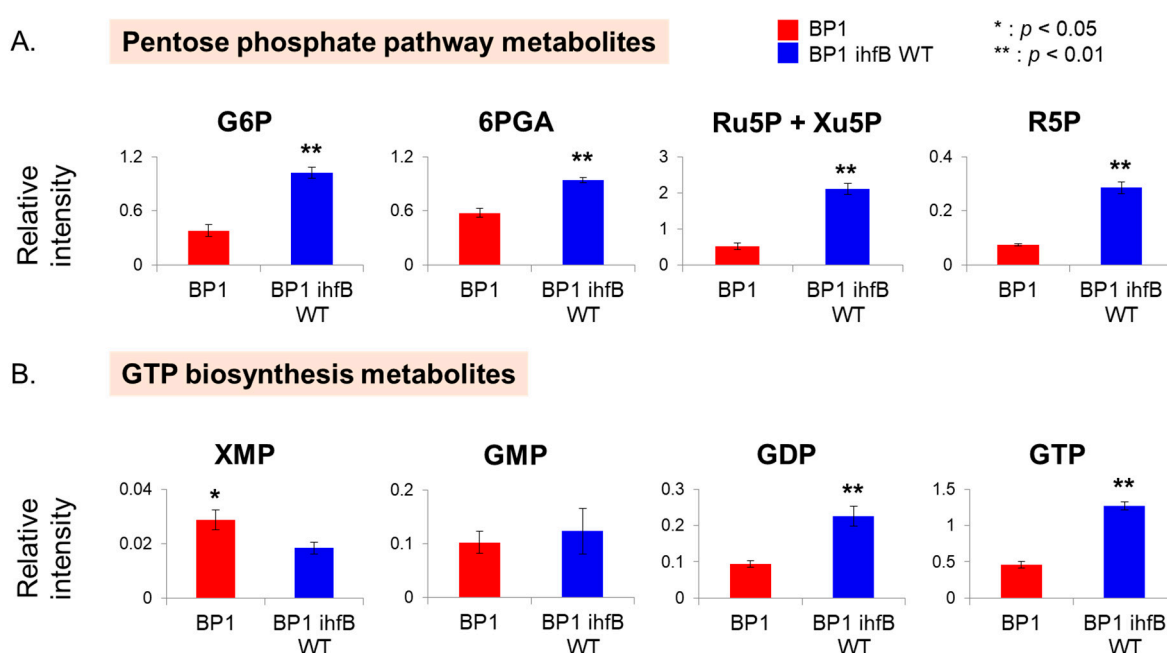 A. Pentose phosphate pathway metabolites
BP1
BP1 ihfB WT
* : p < 0.05
** : p < 0.01
G6P
6PGA
Ru5P + Xu5P
R5P
Relative
intensity
1.2
0.6
0
**
BP1
BP1 ihfB
WT
1.2
0.6
0
**
BP1
BP1 ihfB
WT
3
2
1
0
**
BP1
BP1 ihfB
WT
0.4
0.2
0
**
BP1
BP1 ihfB
WT
B. GTP biosynthesis metabolites
XMP
GMP
GDP
GTP
Relative
intensity
0.04
0.02
0
*
BP1
BP1 ihfB
WT
0.2
0.1
0
BP1
BP1 ihfB
WT
0.3
0.2
0.1
0
**
BP1
BP1 ihfB
WT
1.5
1
0.5
0
**
BP1
BP1 ihfB
WT